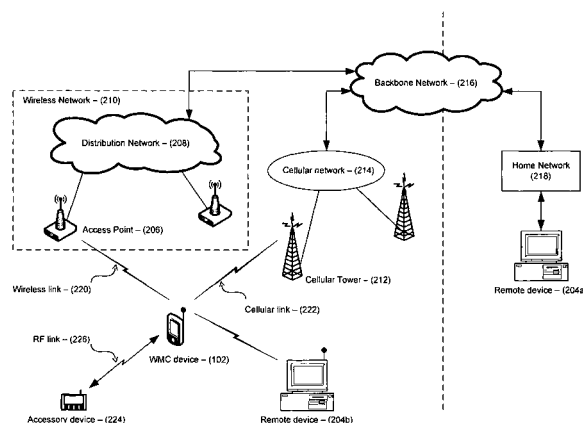 Backbone Network – (216)
Wireless Network – (210)
Distribution Network – (208)
Cellular network – (214)
Home Network
(218)
Access Point – (206)
Cellular Tower – (212)
Remote device – (204a)
Wireless link – (220)
Cellular link – (222)
RF link – (226)
WMC device – (102)
Accessory device – (224)
Remote device – (204b)